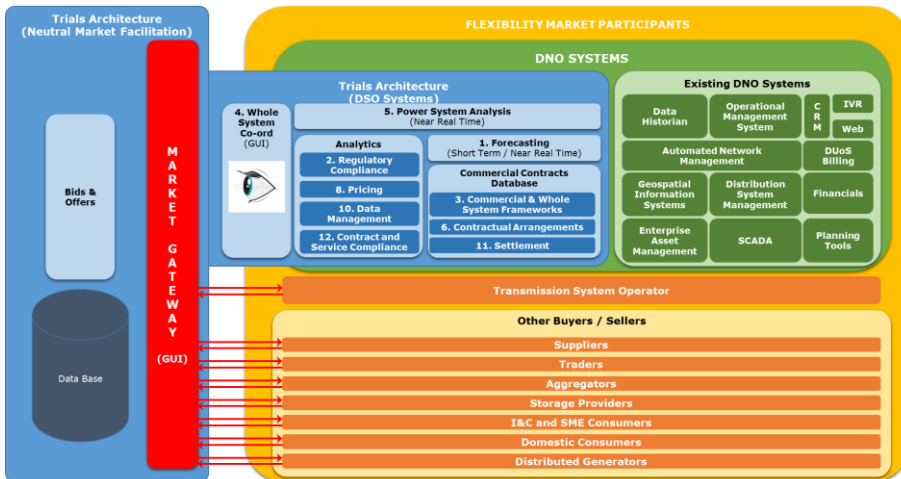 Trials Architecture
(Neutral Market Facilitation)
Bids &
Offers
Data Base
MARKET GATEWAY
(GUI)
FLEXIBILITY MARKET PARTICIPANTS
DNO SYSTEMS
Trials Architecture
(DSO Systems)
4. Whole
System
Co-ord
(GUI)
5. Power System Analysis
(Near Real Time)
Analytics
2. Regulatory
Compliance
8. Pricing
10. Data
Management
12. Contract and
Service Compliance
1. Forecasting
(Short Term / Near Real Time)
Commercial Contracts
Database
3. Commercial & Whole
System Frameworks
6. Contractual Arrangements
11. Settlement
Existing DNO Systems
Data
Historian
Operational
Management
System
CRM
IVR
Web
Automated Network
Management
DUoS
Billing
Geospatial
Information
Systems
Distribution
System
Management
Financials
Enterprise
Asset
Management
SCADA
Planning
Tools
Transmission System Operator
Other Buyers / Sellers
Suppliers
Traders
Aggregators
Storage Providers
I&C and SME Consumers
Domestic Consumers
Distributed Generators